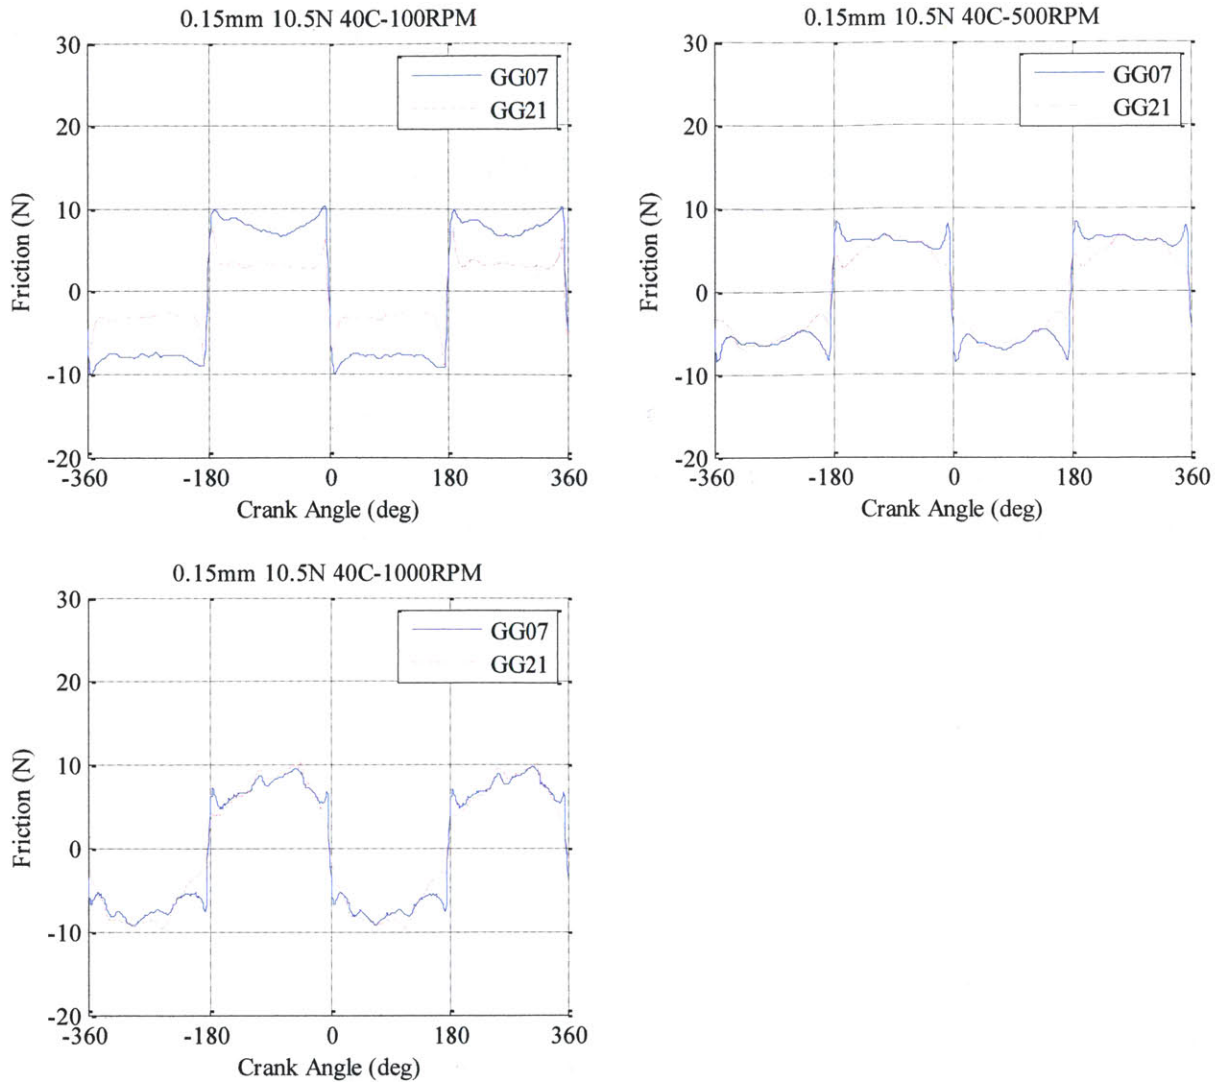 0.15mm 10.5N 40C-100RPM
30
20
10
0
-10
-20
Friction (N)
GG07
GG21
-360
-180
0
180
360
Crank Angle (deg)
0.15mm 10.5N 40C-500RPM
30
20
10
0
-10
-20
Friction (N)
GG07
GG21
-360
-180
0
180
360
Crank Angle (deg)
0.15mm 10.5N 40C-1000RPM
30
20
10
0
-10
-20
Friction (N)
GG07
GG21
-360
-180
0
180
360
Crank Angle (deg)